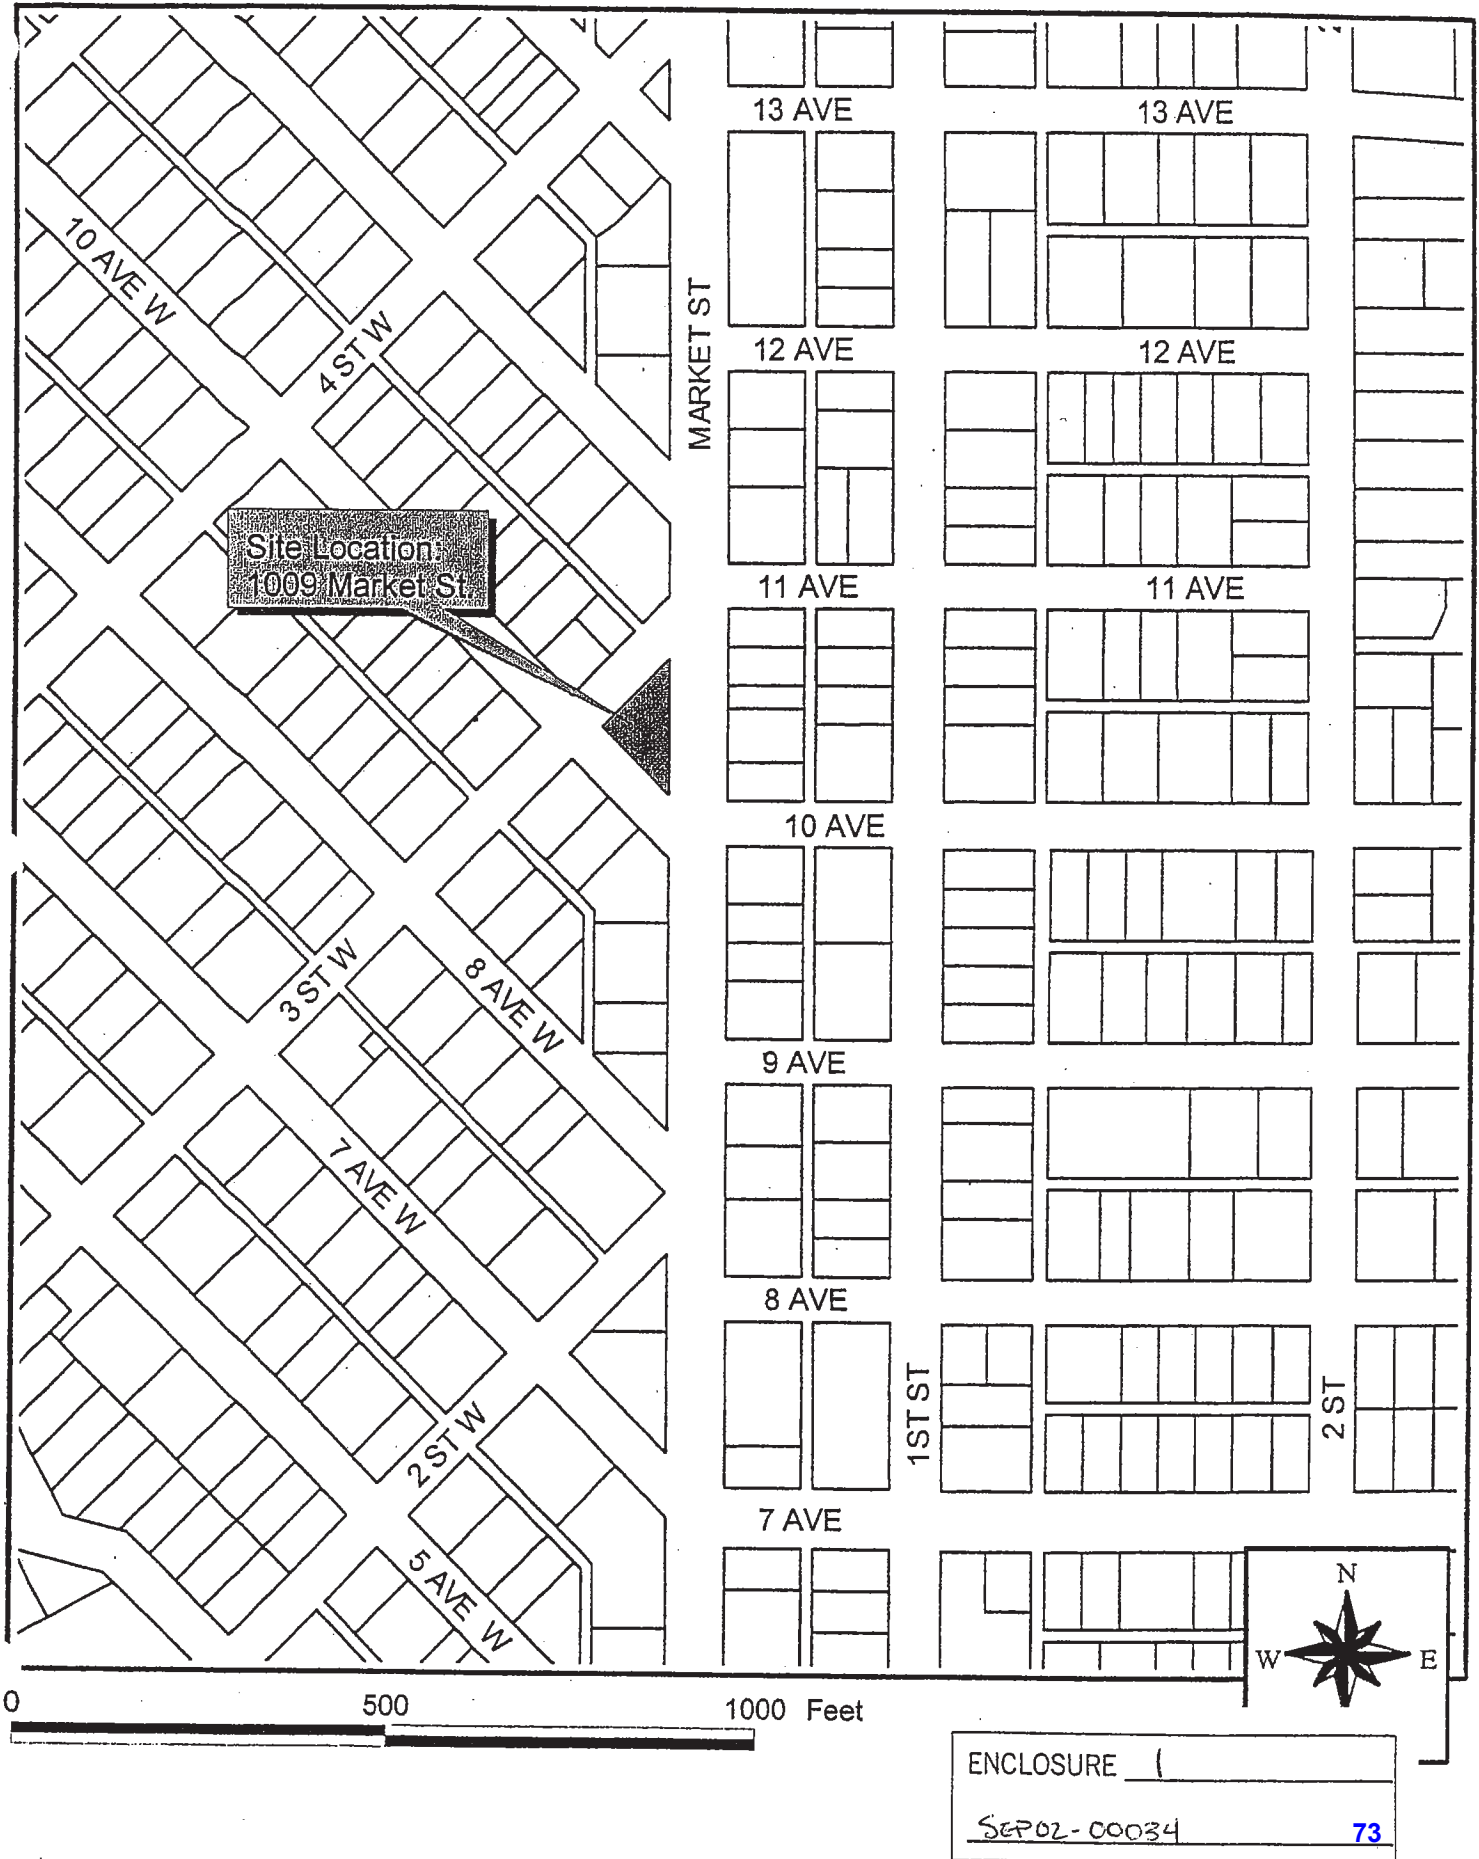 13 AVE
13 AVE
10 AVE W
4 ST W
MARKET ST
12 AVE
12 AVE
Site Location:
1009 Market St.
11 AVE
11 AVE
10 AVE
3 ST W
8 AVE W
9 AVE
7 AVE W
8 AVE
2 ST W
1ST ST
2 ST
7 AVE
5 AVE W
N
W
E
0
500
1000 Feet
ENCLOSURE 1
SEP02-00034
73